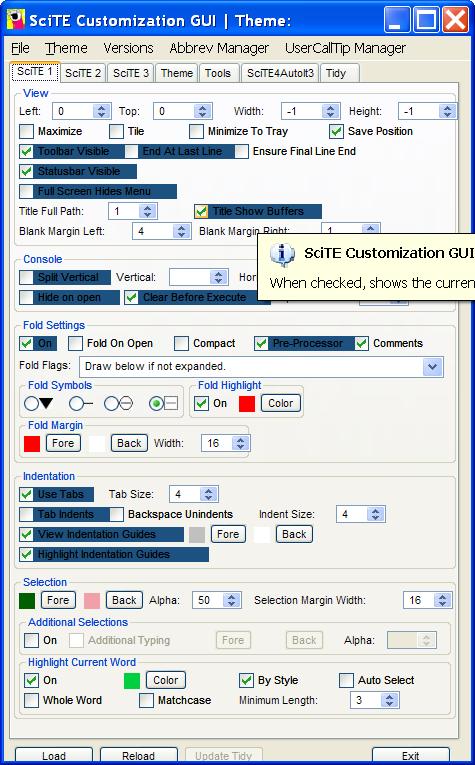 SciTE Customization GUI | Theme:
File Theme Versions Abbrev Manager UserCallTip Manager
SciTE 1 SciTE 2 SciTE 3 Theme Tools SciTE4AutoIt3 Tidy
View
Left: 0 Top: 0 Width: -1 Height: -1
Maximize Tile Minimize To Tray Save Position
Toolbar Visible End At Last Line Ensure Final Line End
Statusbar Visible
Full Screen Hides Menu
Title Full Path: 1 Title Show Buffers
Blank Margin Left: 4 Blank Margin Right: 1
SciTE Customization GUI
Console
Split Vertical Vertical: Hor
When checked, shows the curren
Hide on open Clear Before Execute
Fold Settings
On Fold On Open Compact Pre-Processor Comments
Fold Flags: Draw below if not expanded.
Fold Symbols Fold Highlight
On Color
Fold Margin
Fore Back Width: 16
Indentation
Use Tabs Tab Size: 4
Tab Indents Backspace Unindents Indent Size: 4
View Indentation Guides Fore Back
Highlight Indentation Guides
Selection
Fore Back Alpha: 50 Selection Margin Width: 16
Additional Selections
On Additional Typing Fore Back Alpha:
Highlight Current Word
On Color By Style Auto Select
Whole Word Matchcase Minimum Length: 3
Load Reload Update Tidy Exit